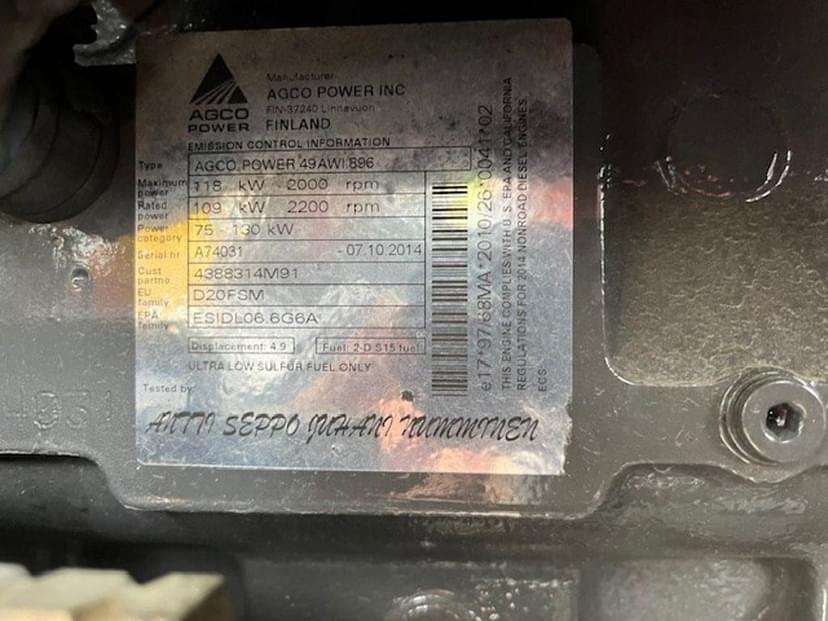 AGCO
POWER
Manufacturer
AGCO POWER INC
FIN-37240 Linnavuori
FINLAND
EMISSION CONTROL INFORMATION
Type AGCO POWER 49AWI.896
Maximum power 118 kW 2000 rpm
Rated power 109 kW 2200 rpm
Power category 75 - 130 kW
Serial nr A74031 - 07.10.2014
Cust partno. 4388314M91
EU family D20FSM
EPA family ESIDL06.6G6A
Displacement: 4.9 Fuel: 2-D S15 fuel
ULTRA LOW SULFUR FUEL ONLY
Tested by:
ANTTI SEPPO JUHANI NUMMINEN
e17*97/68MA*2010/26*0041*02
THIS ENGINE COMPLIES WITH U.S. EPA AND CALIFORNIA
REGULATIONS FOR 2014 NONROAD DIESEL ENGINES.
ECS: